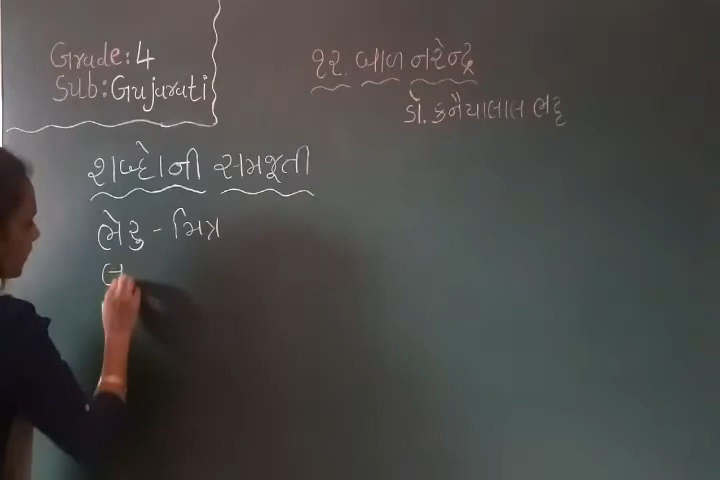 Grade: 4
Sub: Gujarati
૧૨. બાળ નરેન્દ્ર
ડૉ. કનૈયાલાલ ભટ્ટ
શબ્દોની સમજૂતી
ભેરુ - મિત્ર